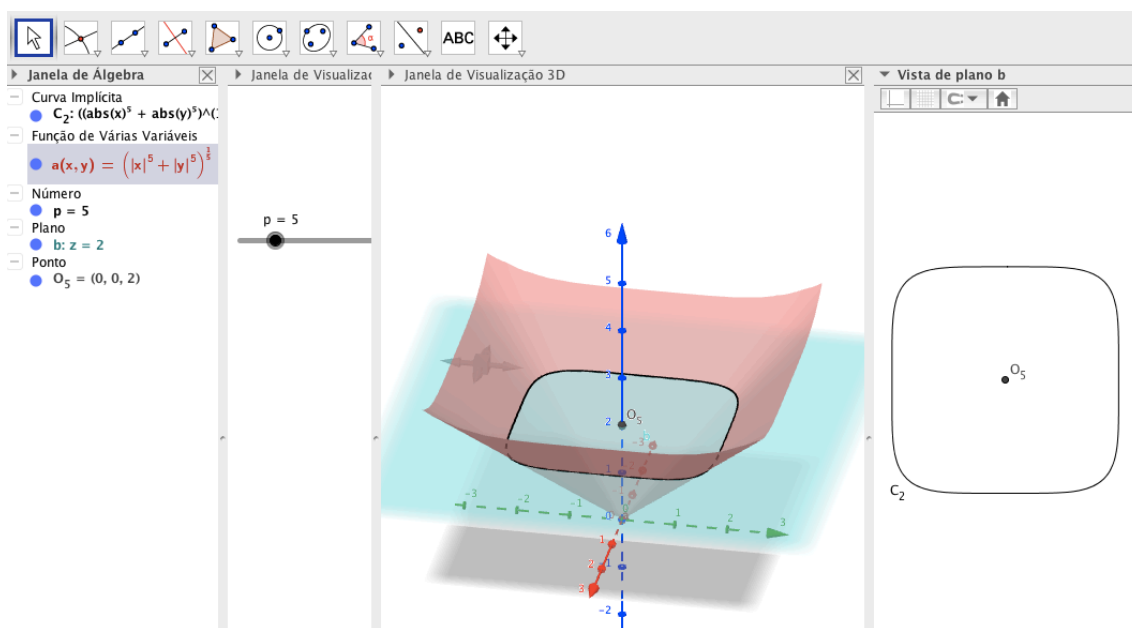 ABC
Janela de Álgebra
Janela de Visualizaç
Janela de Visualização 3D
Vista de plano b
Curva Implícita
C₂: ((abs(x)⁵ + abs(y)⁵)^(
Função de Várias Variáveis
a(x,y) = (|x|⁵ + |y|⁵)^(1/5)
Número
p = 5
Plano
b: z = 2
Ponto
O₅ = (0, 0, 2)
p = 5
6
5
4
3
2
O₅
1
0
-1
-2
-3
-2
-1
1
2
3
-3
1
2
3
O₅
C₂